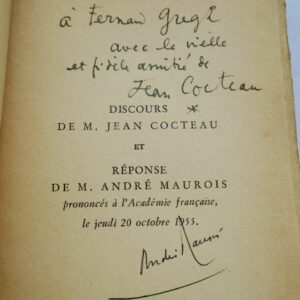 à Fernand Gregh
avec la vieille
et fidèle amitié de
Jean Cocteau
DISCOURS
DE M. JEAN COCTEAU
ET
RÉPONSE
DE M. ANDRÉ MAUROIS
prononcés à l'Académie française,
le jeudi 20 octobre 1955.
André Maurois